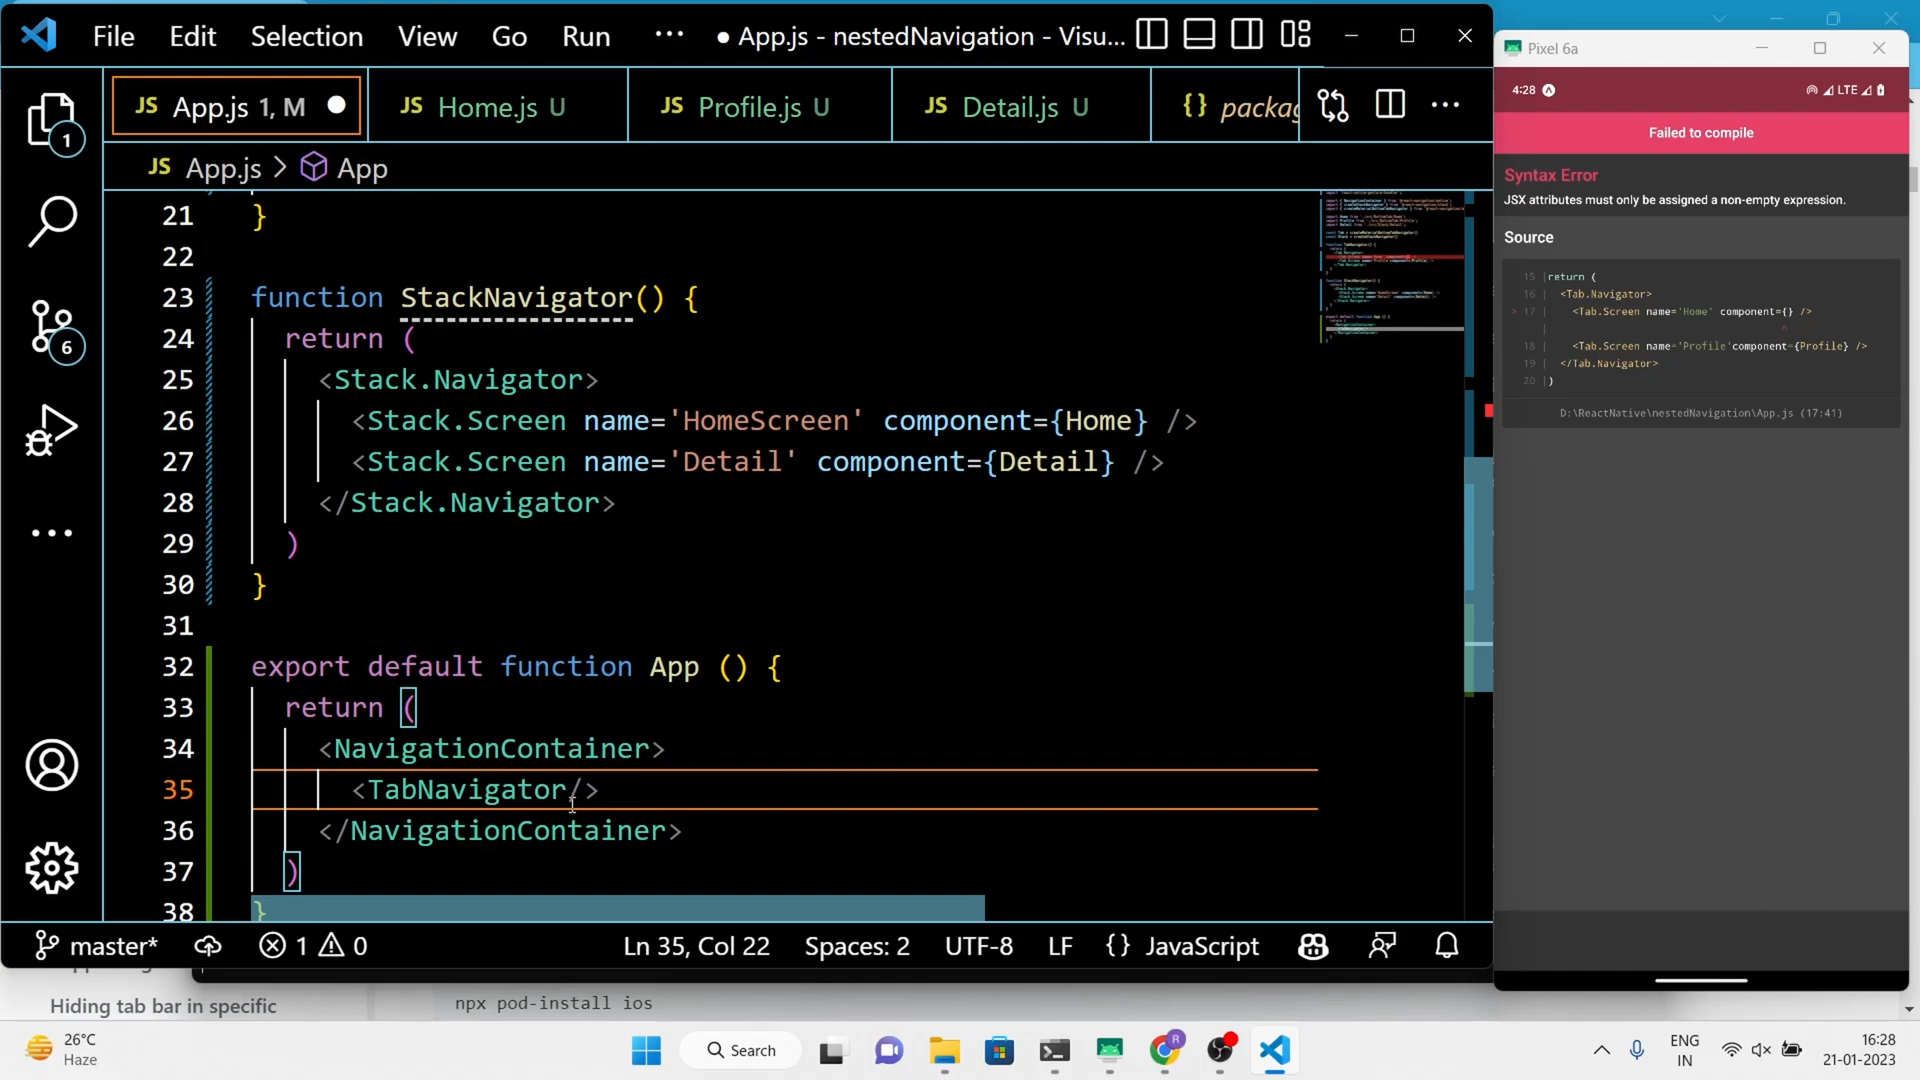 File Edit Selection View Go Run ··· ● App.js - nestedNavigation - Visu...
JS App.js 1, M ● JS Home.js U JS Profile.js U JS Detail.js U {} packag
JS App.js > App
21 }
22
23 function StackNavigator() {
24 return (
25 <Stack.Navigator>
26 <Stack.Screen name='HomeScreen' component={Home} />
27 <Stack.Screen name='Detail' component={Detail} />
28 </Stack.Navigator>
29 )
30 }
31
32 export default function App () {
33 return (
34 <NavigationContainer>
35 <TabNavigator/>
36 </NavigationContainer>
37 )
38 }
1
6
master* 1 0 Ln 35, Col 22 Spaces: 2 UTF-8 LF {} JavaScript
Hiding tab bar in specific
npx pod-install ios
Pixel 6a
4:28 LTE
Failed to compile
Syntax Error
JSX attributes must only be assigned a non-empty expression.
Source
15 | return (
16 | <Tab.Navigator>
> 17 | <Tab.Screen name='Home' component={} />
| ^
18 | <Tab.Screen name='Profile'component={Profile} />
19 | </Tab.Navigator>
20 | )
D:\ReactNative\nestedNavigation\App.js (17:41)
26°C
Haze
Search
R
ENG
IN
16:28
21-01-2023